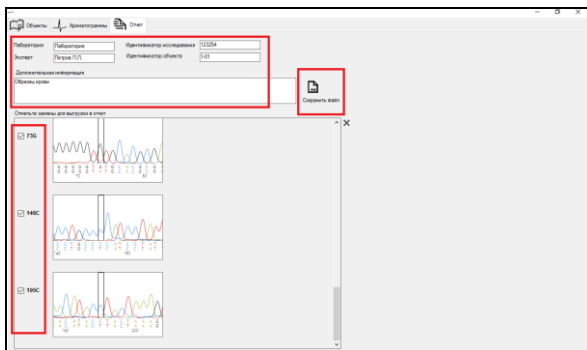 Объекты Хроматограммы Отчет
Лаборатория Лаборатория Идентификатор исследования 123254
Эксперт Петров П.П. Идентификатор объекта 1-01
Дополнительная информация
Образец крови
Сохранить файл
Отметьте замены для выгрузки в отчет
73G
146C
195C